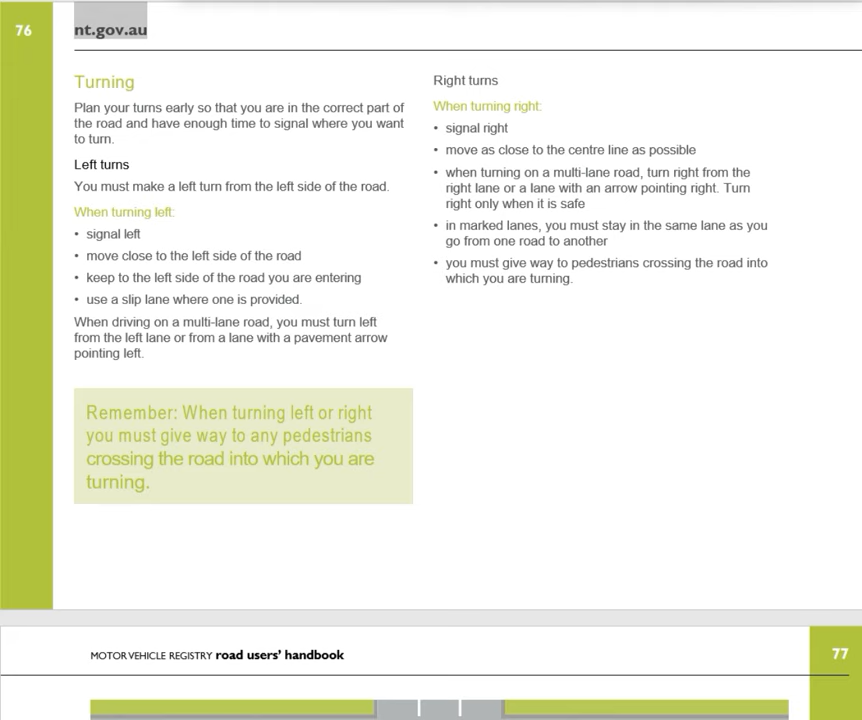 76
nt.gov.au
Turning
Plan your turns early so that you are in the correct part of
the road and have enough time to signal where you want
to turn.
Left turns
You must make a left turn from the left side of the road.
When turning left:
• signal left
• move close to the left side of the road
• keep to the left side of the road you are entering
• use a slip lane where one is provided.
When driving on a multi-lane road, you must turn left
from the left lane or from a lane with a pavement arrow
pointing left.
Remember: When turning left or right
you must give way to any pedestrians
crossing the road into which you are
turning.
Right turns
When turning right:
• signal right
• move as close to the centre line as possible
• when turning on a multi-lane road, turn right from the
right lane or a lane with an arrow pointing right. Turn
right only when it is safe
• in marked lanes, you must stay in the same lane as you
go from one road to another
• you must give way to pedestrians crossing the road into
which you are turning.
MOTOR VEHICLE REGISTRY road users' handbook
77